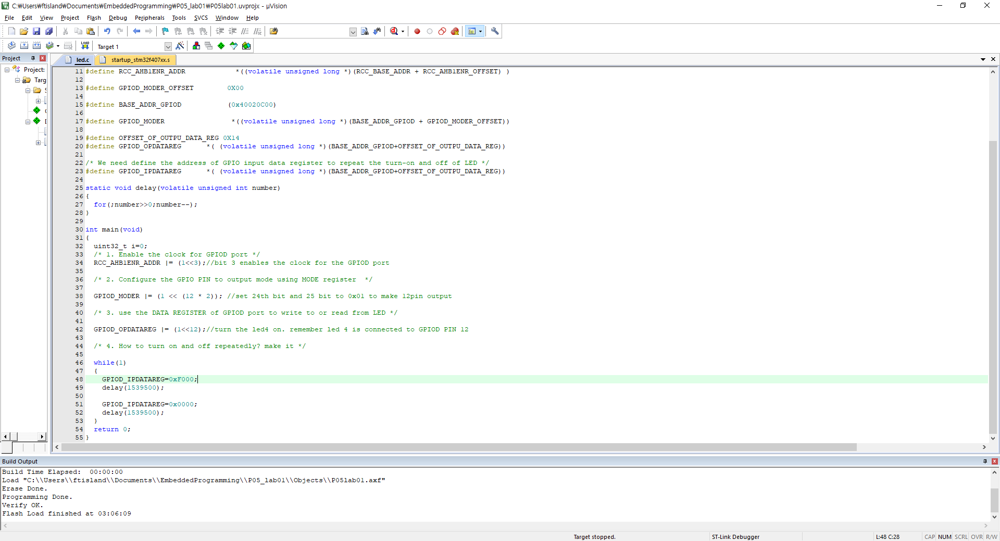 C:₩Users₩ftisland₩Documents₩EmbeddedProgramming₩P05_lab01₩P05lab01.uvprojx - µVision
File Edit View Project Flash Debug Peripherals Tools SVCS Window Help
LOAD Target 1
Project
led.c startup_stm32f407xx.s
Project:
Targ
11 #define RCC_AHB1ENR_ADDR *((volatile unsigned long *)(RCC_BASE_ADDR + RCC_AHB1ENR_OFFSET) )
12
13 #define GPIOD_MODER_OFFSET 0X00
14
15 #define BASE_ADDR_GPIOD (0x40020C00)
16
17 #define GPIOD_MODER *((volatile unsigned long *)(BASE_ADDR_GPIOD + GPIOD_MODER_OFFSET))
18
19 #define OFFSET_OF_OUTPU_DATA_REG 0X14
20 #define GPIOD_OPDATAREG *( (volatile unsigned long *)(BASE_ADDR_GPIOD+OFFSET_OF_OUTPU_DATA_REG))
21
22 /* We need define the address of GPIO input data register to repeat the turn-on and off of LED */
23 #define GPIOD_IPDATAREG *( (volatile unsigned long *)(BASE_ADDR_GPIOD+OFFSET_OF_OUTPU_DATA_REG))
24
25 static void delay(volatile unsigned int number)
26 {
27 for(;number>>0;number--);
28 }
29
30 int main(void)
31 {
32 uint32_t i=0;
33 /* 1. Enable the clock for GPIOD port */
34 RCC_AHB1ENR_ADDR |= (1<<3);//bit 3 enables the clock for the GPIOD port
35
36 /* 2. Configure the GPIO PIN to output mode using MODE register */
37
38 GPIOD_MODER |= (1 << (12 * 2)); //set 24th bit and 25 bit to 0x01 to make 12pin output
39
40 /* 3. use the DATA REGISTER of GPIOD port to write to or read from LED */
41
42 GPIOD_OPDATAREG |= (1<<12);//turn the led4 on. remember led 4 is connected to GPIOD PIN 12
43
44 /* 4. How to turn on and off repeatedly? make it */
45
46 while(1)
47 {
48 GPIOD_IPDATAREG=0xF000;
49 delay(1539500);
50
51 GPIOD_IPDATAREG=0x0000;
52 delay(1539500);
53 }
54 return 0;
55 }
Build Output
Build Time Elapsed: 00:00:00
Load "C:\\Users\\ftisland\\Documents\\EmbeddedProgramming\\P05_lab01\\Objects\\P05lab01.axf"
Erase Done.
Programming Done.
Verify OK.
Flash Load finished at 03:06:09
Target stopped. ST-Link Debugger L:48 C:28 CAP NUM SCRL OVR R/W